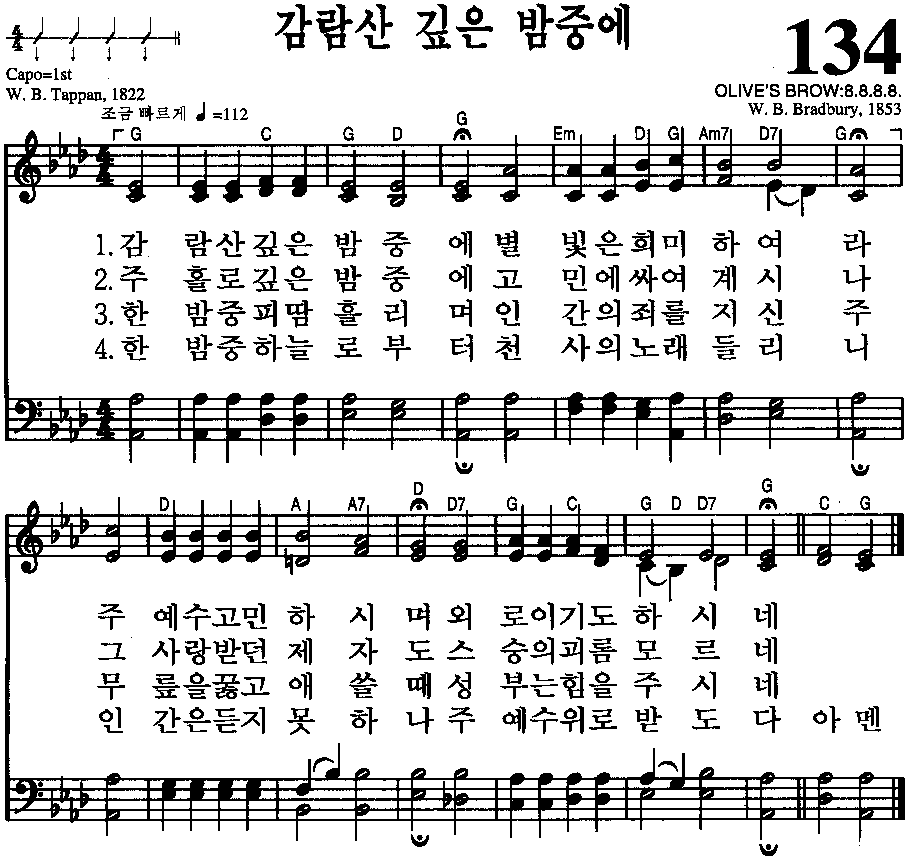 감람산 깊은 밤중에
134
4/4
Capo=1st
W. B. Tappan, 1822
OLIVE'S BROW:8.8.8.8.
W. B. Bradbury, 1853
조금 빠르게 ♩=112
G C G D G Em D G Am7 D7 G
4/4
1.감 람산깊은 밤 중 에별 빛은희미 하 여 라
2.주 홀로깊은 밤 중 에고 민에싸여 계 시 나
3.한 밤중피땀 흘 리 며인 간의죄를 지 신 주
4.한 밤중하늘 로 부 터천 사의노래 들 리 니
4/4
D A A7 D D7 G C G D D7 G C G
주 예수고민 하 시 며외 로이기도 하 시 네
그 사랑받던 제 자 도스 승의괴롬 모 르 네
무 릎을꿇고 애 쓸 때성 부는힘을 주 시 네
인 간은듣지 못 하 나주 예수위로 받 도 다 아 멘